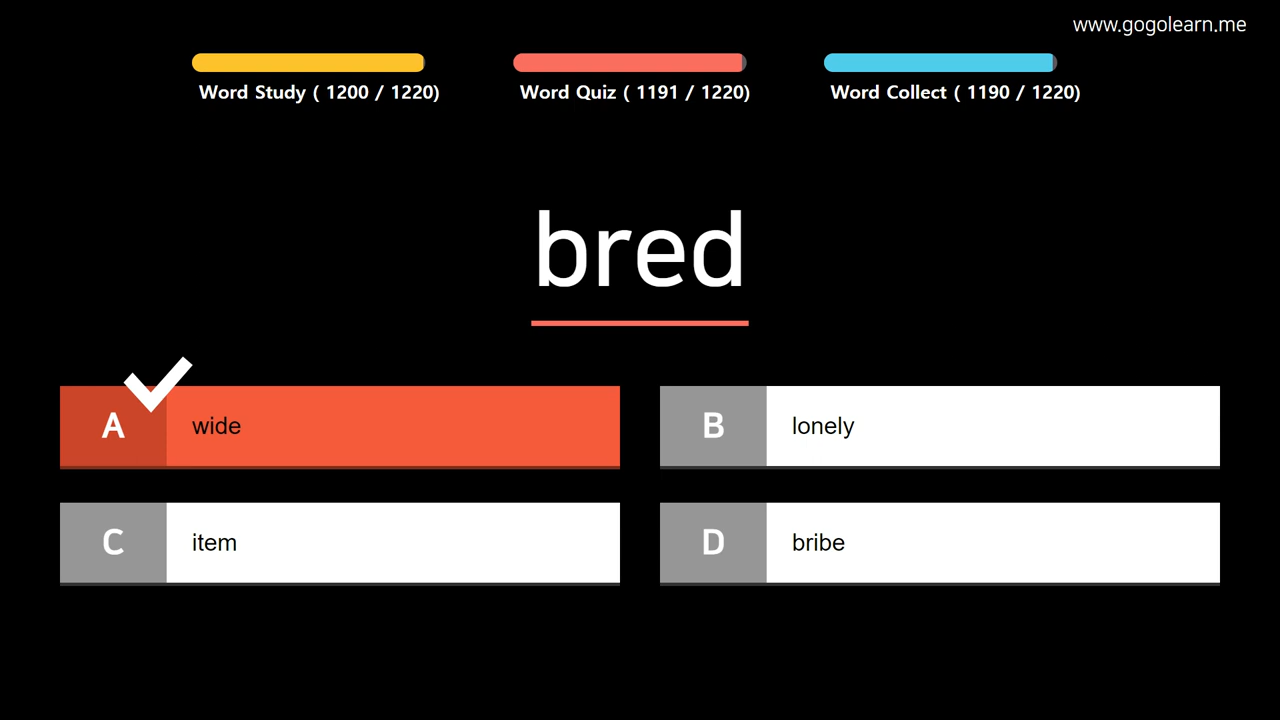 www.gogolearn.me
Word Study ( 1200 / 1220)
Word Quiz ( 1191 / 1220)
Word Collect ( 1190 / 1220)
bred
A wide
B lonely
C item
D bribe